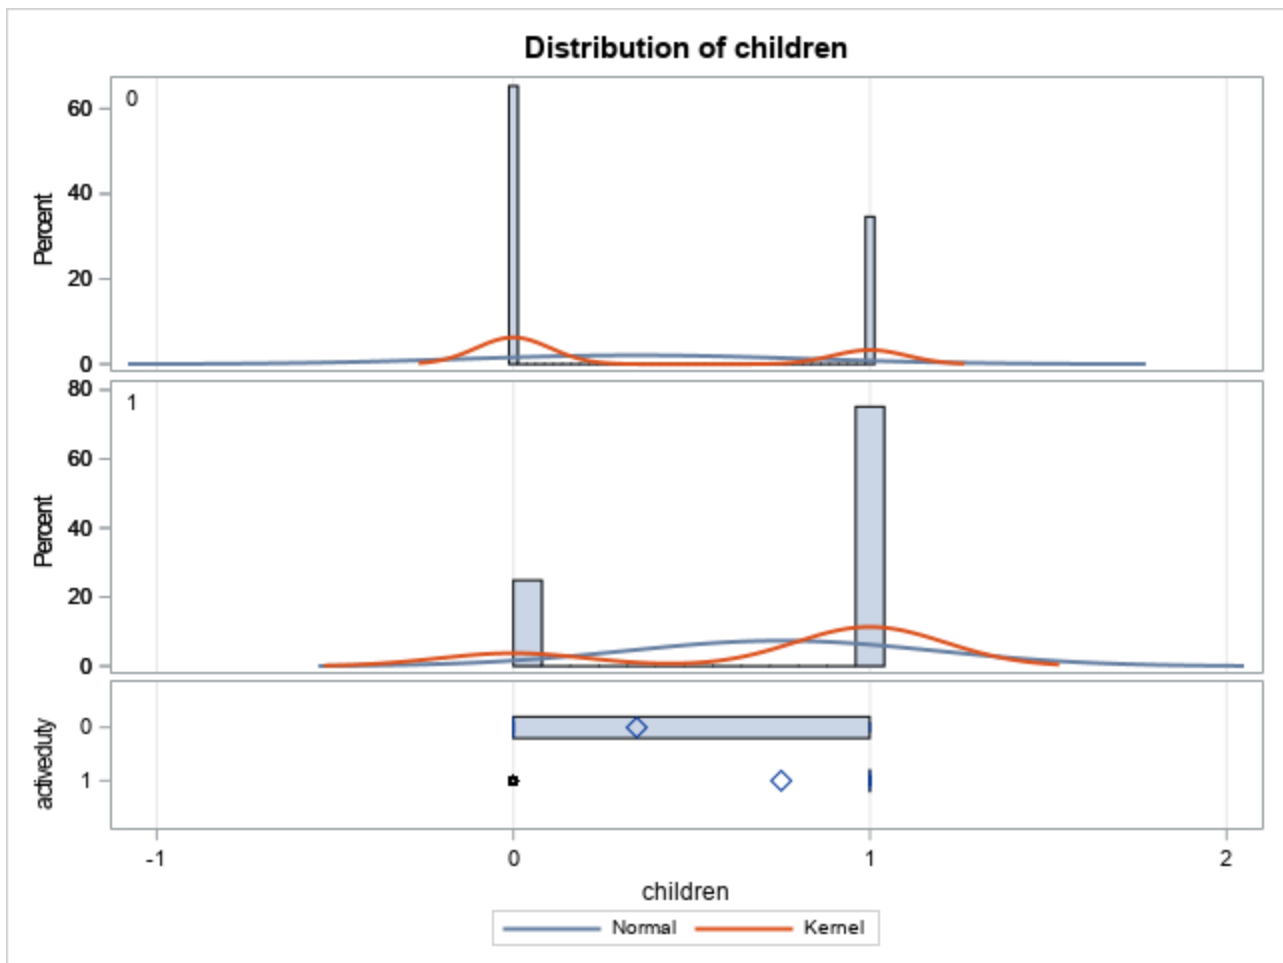 Distribution of children
0
60
40
20
0
Percent
1
80
60
40
20
0
Percent
0
1
activeduty
-1 0 1 2
children
Normal Kernel